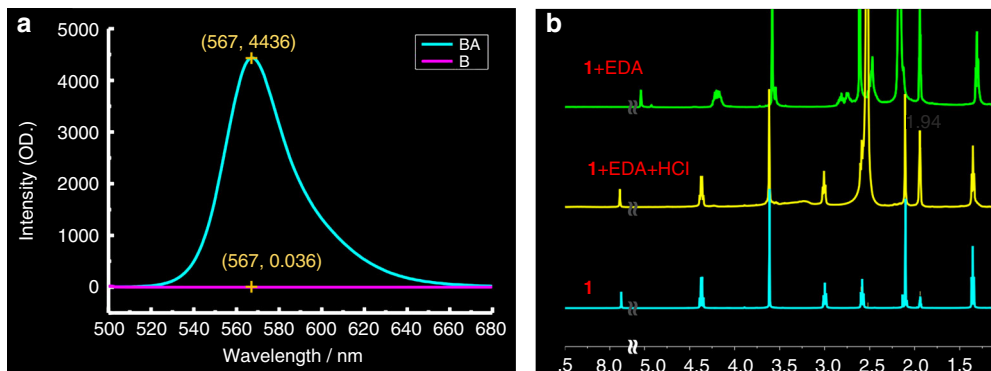 a
5000
4000
3000
2000
1000
0
Intensity (OD.)
(567, 4436)
BA
B
(567, 0.036)
500 520 540 560 580 600 620 640 660 680
Wavelength / nm
b
1+EDA
1.94
1+EDA+HCl
1
.5 8.0 5.0 4.5 4.0 3.5 3.0 2.5 2.0 1.5